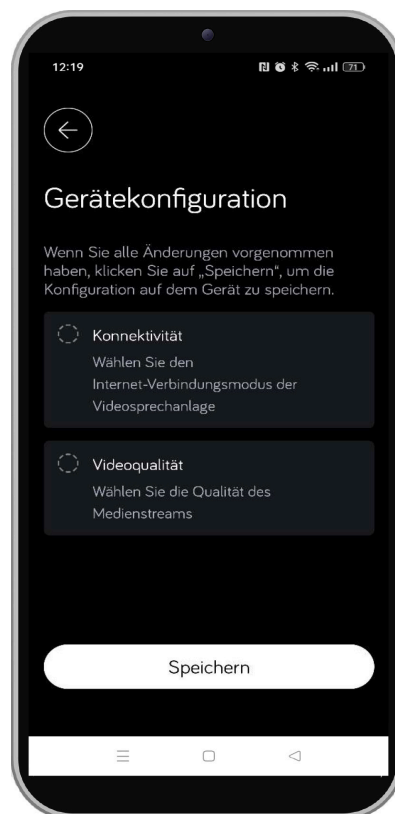 12:19
71
Gerätekonfiguration
Wenn Sie alle Änderungen vorgenommen
haben, klicken Sie auf „Speichern“, um die
Konfiguration auf dem Gerät zu speichern.
Konnektivität
Wählen Sie den
Internet-Verbindungsmodus der
Videosprechanlage
Videoqualität
Wählen Sie die Qualität des
Medienstreams
Speichern